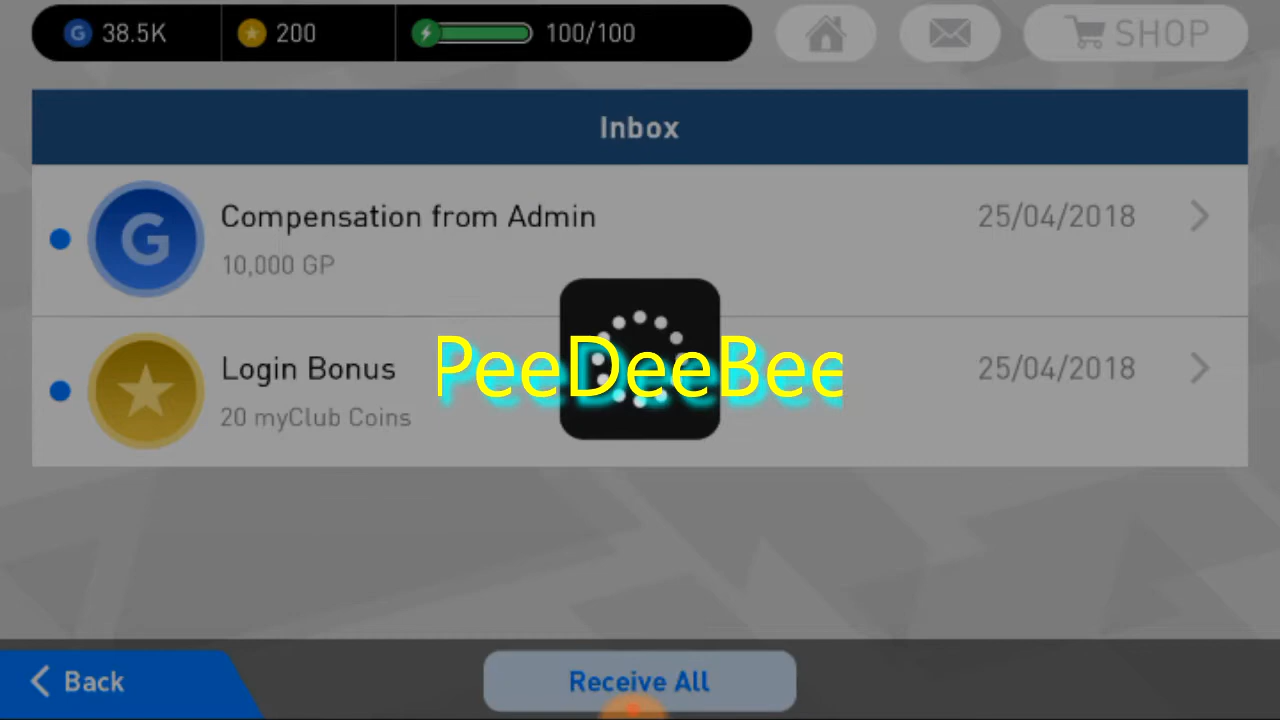 G 38.5K 200 100/100 SHOP
Inbox
Compensation from Admin 25/04/2018
G
10,000 GP
PeeDeeBee
Login Bonus 25/04/2018
20 myClub Coins
Back Receive All